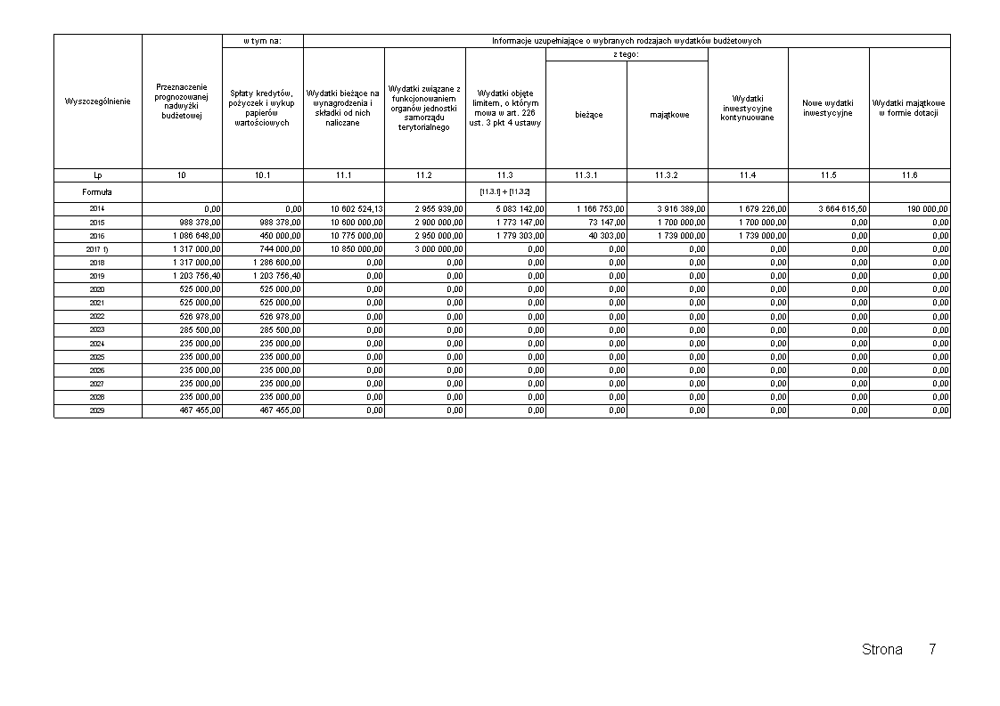 w tym na: Informacje uzupełniające o wybranych rodzajach wydatków budżetowych
z tego:
Wyszczególnienie
Przeznaczenie
prognozowanej
nadwyżki
budżetowej
Spłaty kredytów,
pożyczek i wykup
papierów
wartościowych
Wydatki bieżące na
wynagrodzenia i
składki od nich
naliczane
Wydatki związane z
funkcjonowaniem
organów jednostki
samorządu
terytorialnego
Wydatki objęte
limitem, o którym
mowa w art. 226
ust. 3 pkt 4 ustawy
bieżące
majątkowe
Wydatki
inwestycyjne
kontynuowane
Nowe wydatki
inwestycyjne
Wydatki majątkowe
w formie dotacji
Lp 10 10.1 11.1 11.2 11.3 11.3.1 11.3.2 11.4 11.5 11.6
Formuła [11.3.1] + [11.3.2]
2014 0,00 0,00 10 602 524,13 2 955 939,00 5 083 142,00 1 166 753,00 3 916 389,00 1 679 226,00 3 664 615,50 190 000,00
2015 988 378,00 988 378,00 10 600 000,00 2 900 000,00 1 773 147,00 73 147,00 1 700 000,00 1 700 000,00 0,00 0,00
2016 1 086 648,00 450 000,00 10 775 000,00 2 950 000,00 1 779 303,00 40 303,00 1 739 000,00 1 739 000,00 0,00 0,00
2017 1) 1 317 000,00 744 000,00 10 850 000,00 3 000 000,00 0,00 0,00 0,00 0,00 0,00 0,00
2018 1 317 000,00 1 286 600,00 0,00 0,00 0,00 0,00 0,00 0,00 0,00 0,00
2019 1 203 756,40 1 203 756,40 0,00 0,00 0,00 0,00 0,00 0,00 0,00 0,00
2020 525 000,00 525 000,00 0,00 0,00 0,00 0,00 0,00 0,00 0,00 0,00
2021 525 000,00 525 000,00 0,00 0,00 0,00 0,00 0,00 0,00 0,00 0,00
2022 526 978,00 526 978,00 0,00 0,00 0,00 0,00 0,00 0,00 0,00 0,00
2023 285 500,00 285 500,00 0,00 0,00 0,00 0,00 0,00 0,00 0,00 0,00
2024 235 000,00 235 000,00 0,00 0,00 0,00 0,00 0,00 0,00 0,00 0,00
2025 235 000,00 235 000,00 0,00 0,00 0,00 0,00 0,00 0,00 0,00 0,00
2026 235 000,00 235 000,00 0,00 0,00 0,00 0,00 0,00 0,00 0,00 0,00
2027 235 000,00 235 000,00 0,00 0,00 0,00 0,00 0,00 0,00 0,00 0,00
2028 235 000,00 235 000,00 0,00 0,00 0,00 0,00 0,00 0,00 0,00 0,00
2029 467 455,00 467 455,00 0,00 0,00 0,00 0,00 0,00 0,00 0,00 0,00
Strona 7